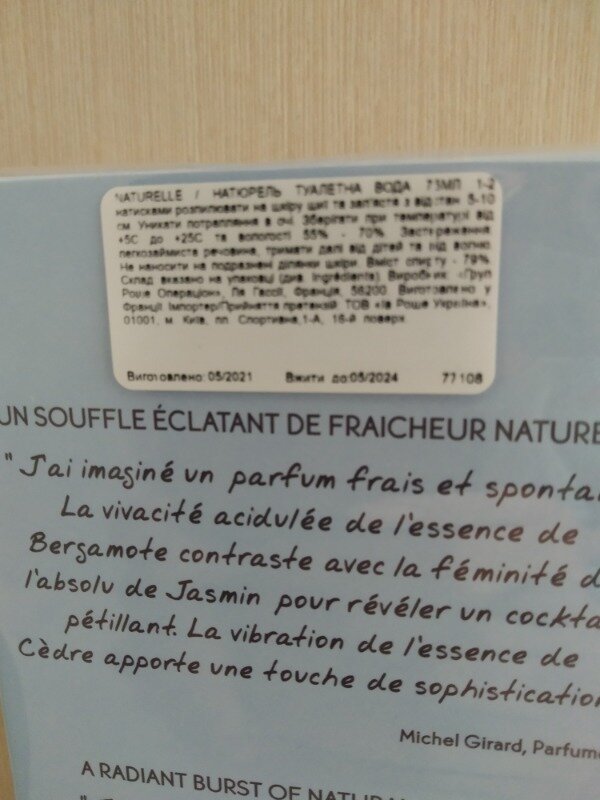 NATURELLE / НАТЮРЕЛЬ ТУАЛЕТНА ВОДА 75МЛ 1-2
натисками розпилювати на шкіру шиї та зап'ястя з відстані 5-10
см. Уникати потрапляння в очі. Зберігати при температурі від
+5С до +25С та вологості 55% - 70%. Застереження:
легкозаймиста речовина, тримати далі від дітей та від вогню.
Не наносити на подразнені ділянки шкіри. Вміст спирту - 79%.
Склад вказано на упаковці (див. Ingredients). Виробник: «Груп
Роше Операціон», Ла Гассії, Франція, 56200. Виготовлено у
Франції. Імпортер/Прийняття претензій: ТОВ «Ів Роше Україна»,
01001, м. Київ, пл. Спортивна,1-А, 16-й поверх.
Виготовлено: 05/2021 Вжити до:05/2024 77108
UN SOUFFLE ÉCLATANT DE FRAICHEUR NATURE
"J'ai imaginé un parfum frais et sponta
La vivacité acidulée de l'essence de
Bergamote contraste avec la féminité d
l'absolu de Jasmin pour révéler un cockta
pétillant. La vibration de l'essence de
Cèdre apporte une touche de sophistication
Michel Girard, Parfume
A RADIANT BURST OF NATURA